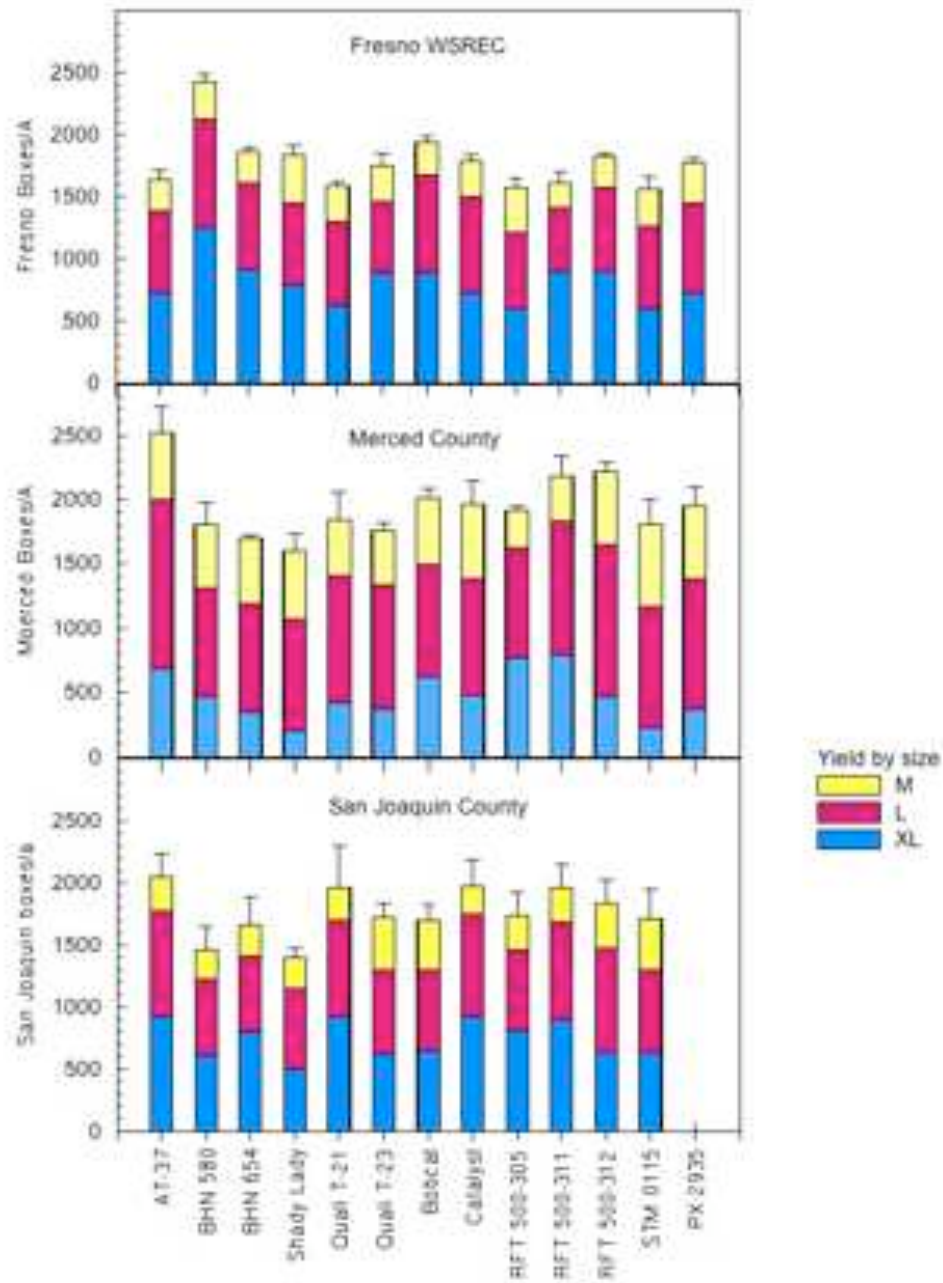 Fresno WSREC
Fresno Boxes/A
2500
2000
1500
1000
500
0
Merced County
Moerced Boxes/A
2500
2000
1500
1000
500
0
San Joaquin County
San Joaquin boxes/a
2500
2000
1500
1000
500
0
AT-37
BHN 580
BHN 654
Shady Lady
Quali T-21
Quali T-23
Bobcat
Catalyst
RFT 500-305
RFT 500-311
RFT 500-312
STM 0115
PX 2935
Yield by size
M
L
XL